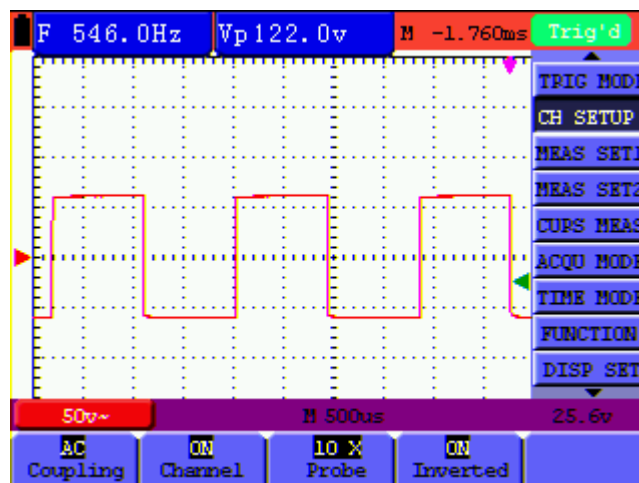 F 546.0Hz Vp122.0v M -1.760ms Trig'd
TRIG MODE
CH SETUP
MEAS SET1
MEAS SET2
CURS MEAS
ACQU MODE
TIME MODE
FUNCTION
DISP SET
50v~ M 500us 25.6v
AC ON 10 X ON
Coupling Channel Probe Inverted